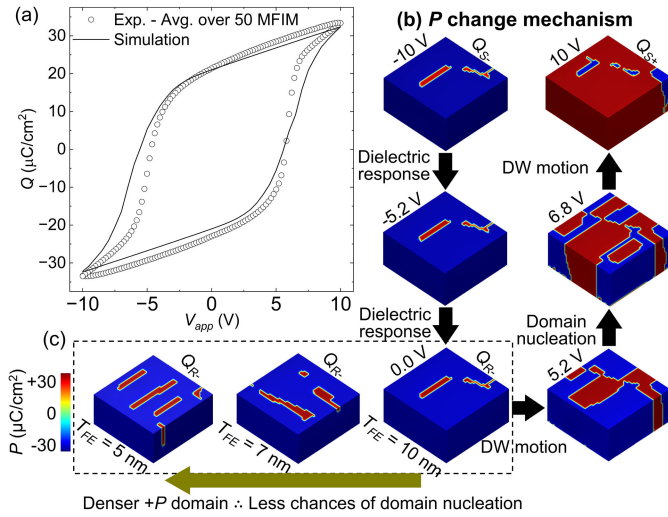 (a)
Exp. - Avg. over 50 MFIM
Simulation
Q (µC/cm²)
40
30
20
10
0
−10
−20
−30
−40
−10
−5
0
5
10
V_app (V)
(b) P change mechanism
-10 V
Q_S-
10 V
Q_S+
Dielectric
response
DW motion
-5.2 V
6.8 V
Dielectric
response
Domain
nucleation
(c)
P (µC/cm²)
+30
0
-30
Q_R-
T_FE = 5 nm
Q_R-
T_FE = 7 nm
0.0 V
Q_R-
T_FE = 10 nm
5.2 V
DW motion
Denser +P domain ∴ Less chances of domain nucleation